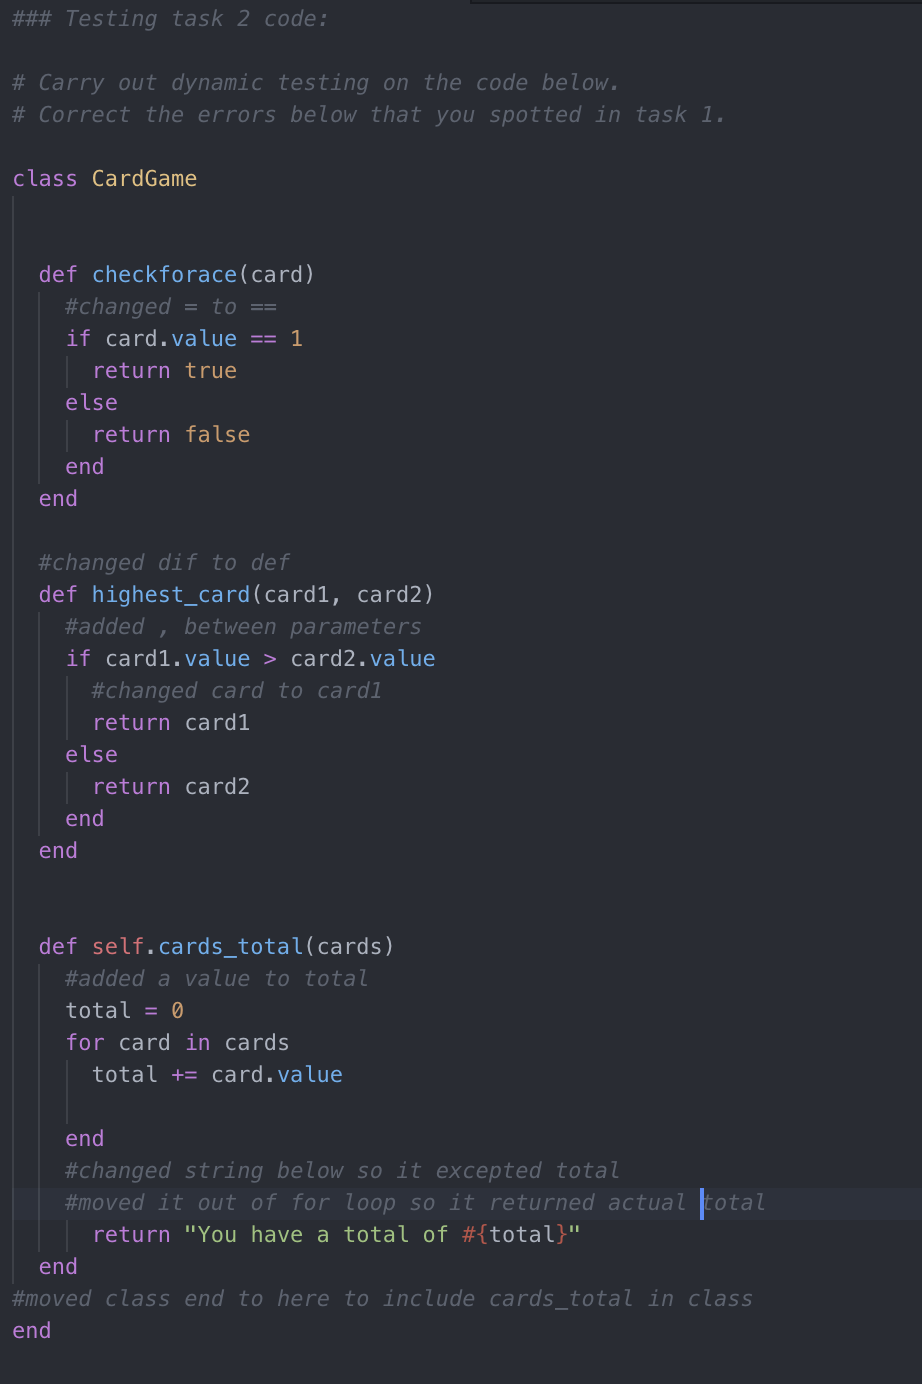 ### Testing task 2 code:
# Carry out dynamic testing on the code below.
# Correct the errors below that you spotted in task 1.
class CardGame
def checkforace(card)
#changed = to ==
if card.value == 1
return true
else
return false
end
end
#changed dif to def
def highest_card(card1, card2)
#added , between parameters
if card1.value > card2.value
#changed card to card1
return card1
else
return card2
end
end
def self.cards_total(cards)
#added a value to total
total = 0
for card in cards
total += card.value
end
#changed string below so it excepted total
#moved it out of for loop so it returned actual total
return "You have a total of #{total}"
end
#moved class end to here to include cards_total in class
end